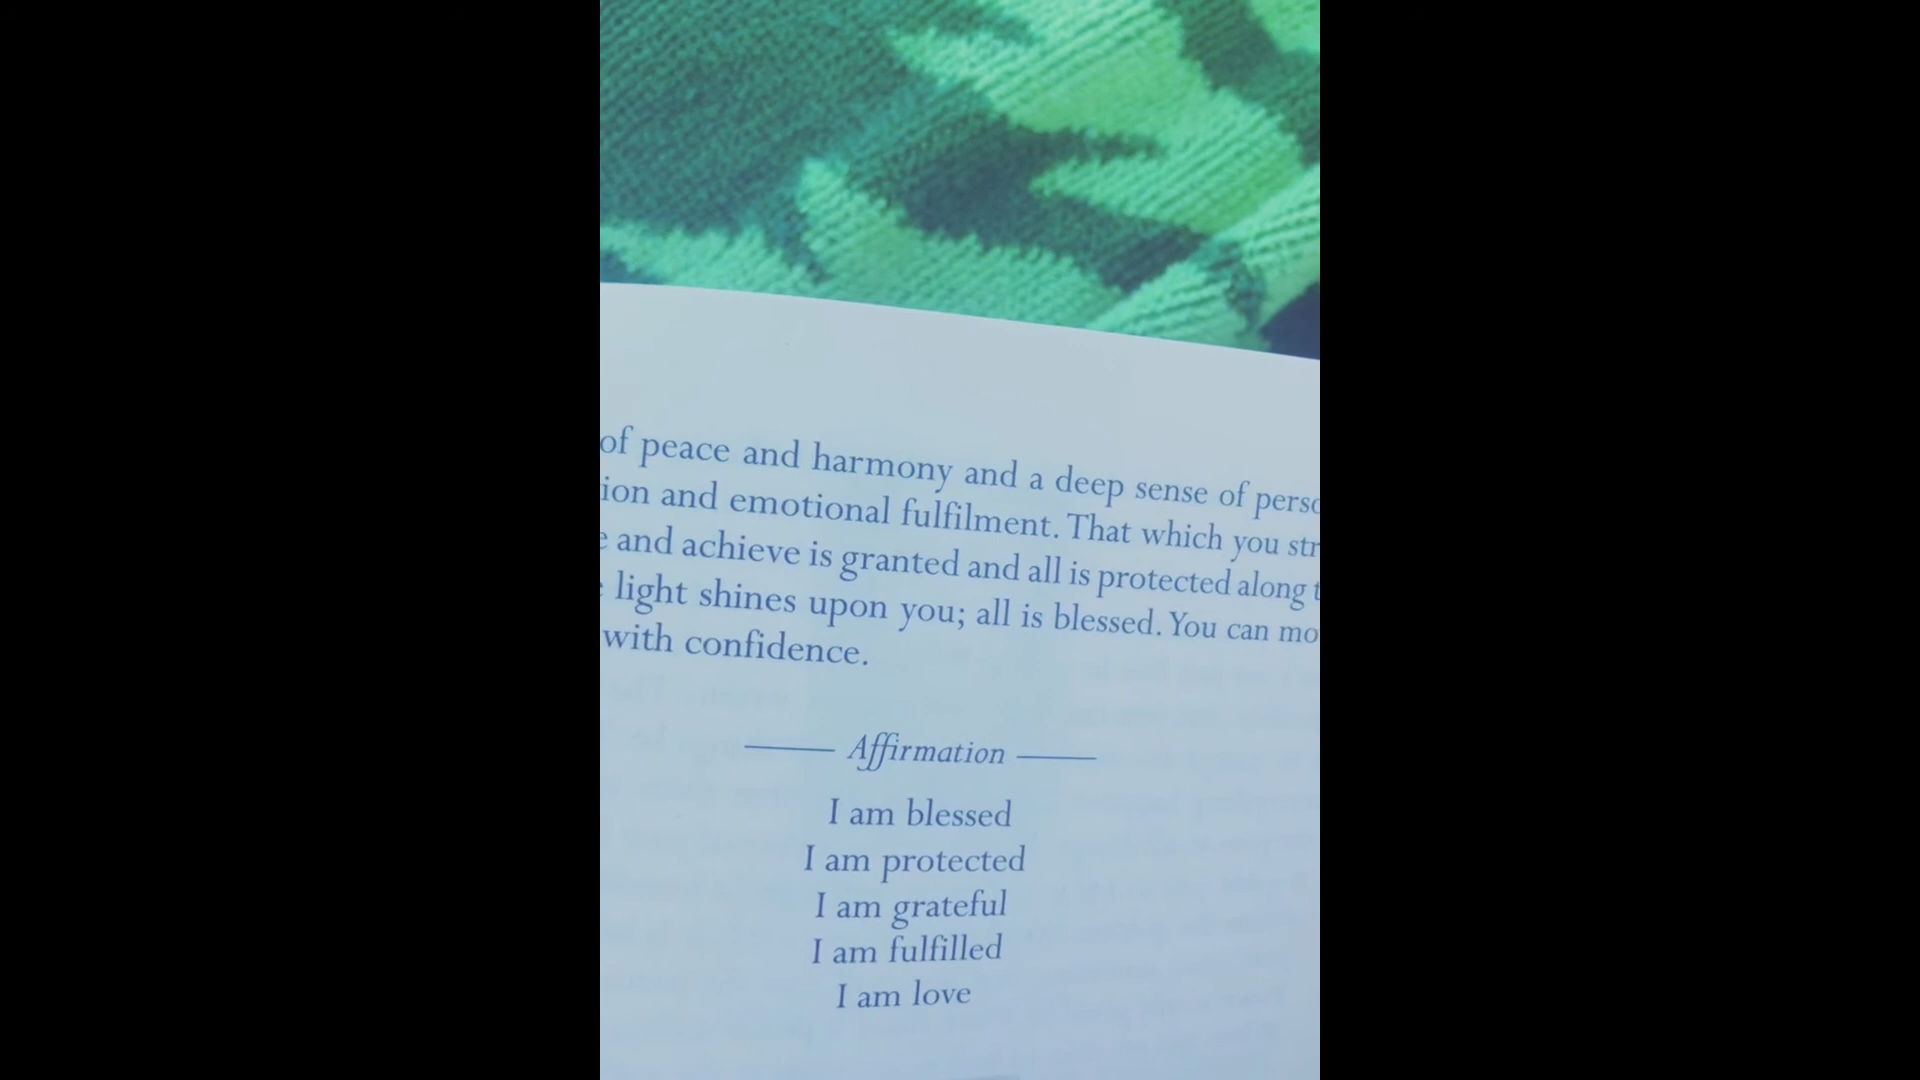 of peace and harmony and a deep sense of
and emotional fulfilment. That which you
and achieve is granted and all is protected along
light shines upon you; all is blessed. You can
with confidence.
Affirmation
I am blessed
I am protected
I am grateful
I am fulfilled
I am love